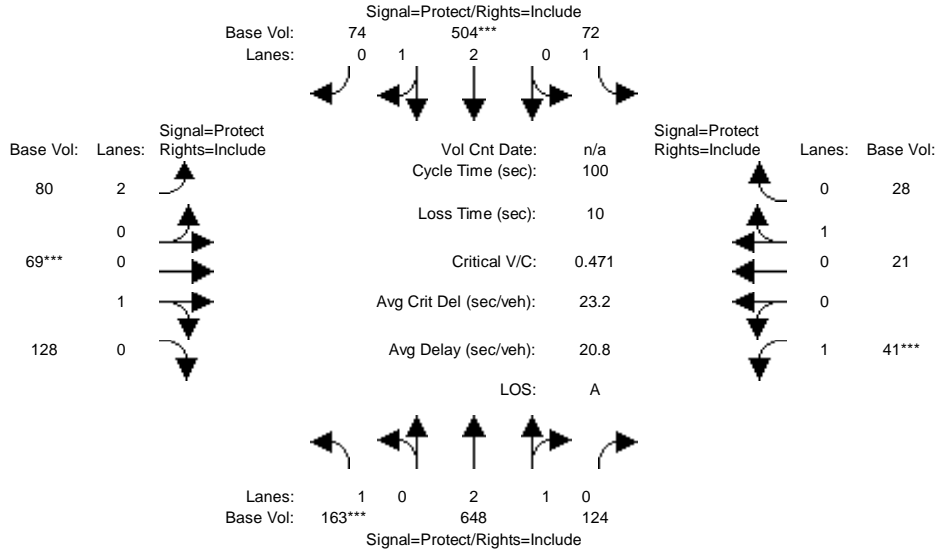 Signal=Protect/Rights=Include
Base Vol: 74 504*** 72
Lanes: 0 1 2 0 1
Signal=Protect
Rights=Include
Base Vol: Lanes:
Vol Cnt Date: n/a
Signal=Protect
Rights=Include
Lanes: Base Vol:
Cycle Time (sec): 100
80 2
0 28
Loss Time (sec): 10
0
1
69*** 0
Critical V/C: 0.471
0 21
1
Avg Crit Del (sec/veh): 23.2
0
128 0
Avg Delay (sec/veh): 20.8
1 41***
LOS: A
Lanes: 1 0 2 1 0
Base Vol: 163*** 648 124
Signal=Protect/Rights=Include